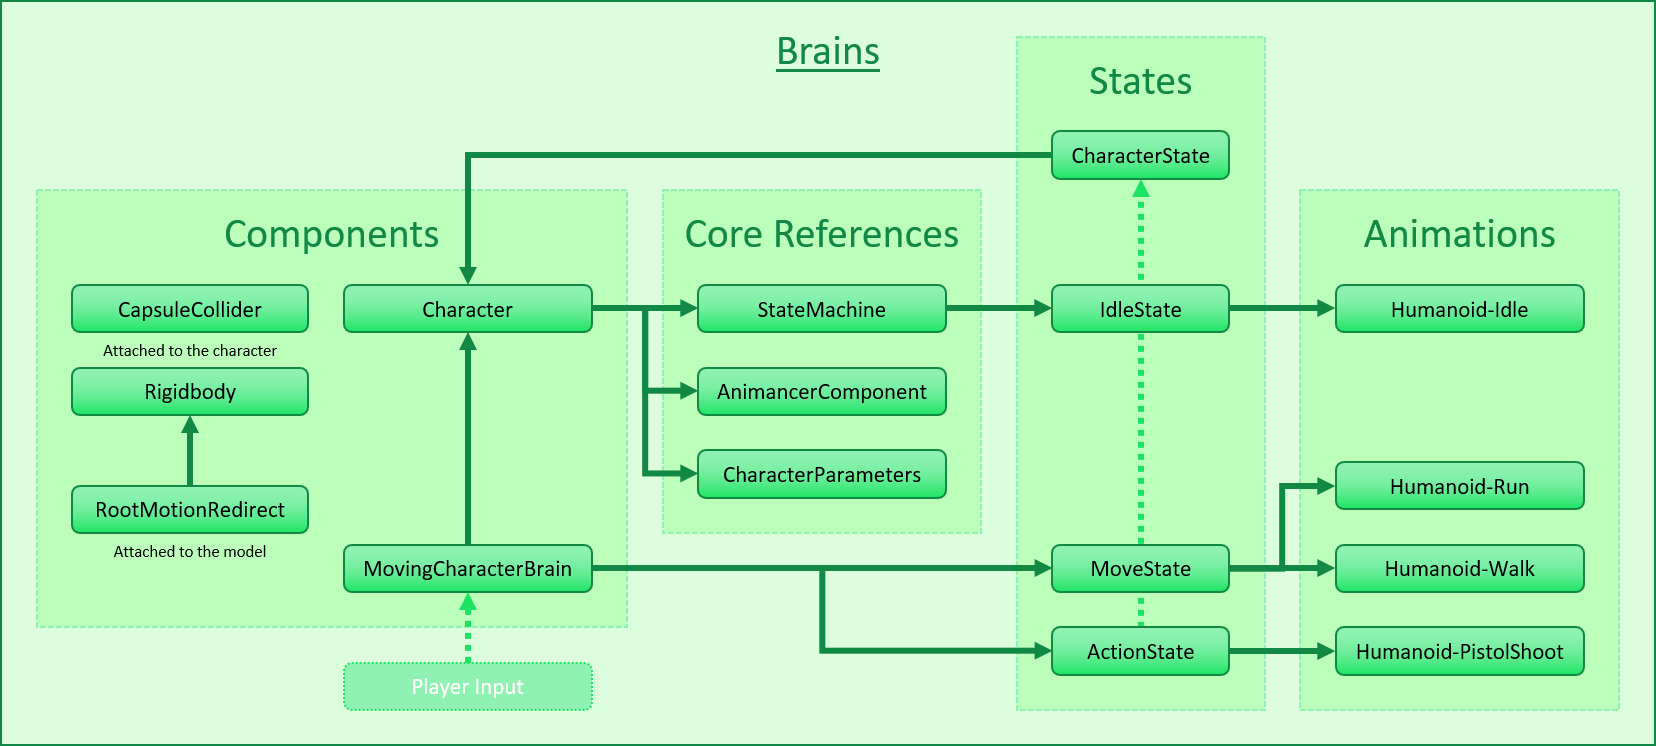 Brains
States
CharacterState
Components
Core References
Animations
CapsuleCollider
Character
StateMachine
IdleState
Humanoid-Idle
Attached to the character
Rigidbody
AnimancerComponent
CharacterParameters
Humanoid-Run
RootMotionRedirect
Attached to the model
MovingCharacterBrain
MoveState
Humanoid-Walk
ActionState
Humanoid-PistolShoot
Player Input